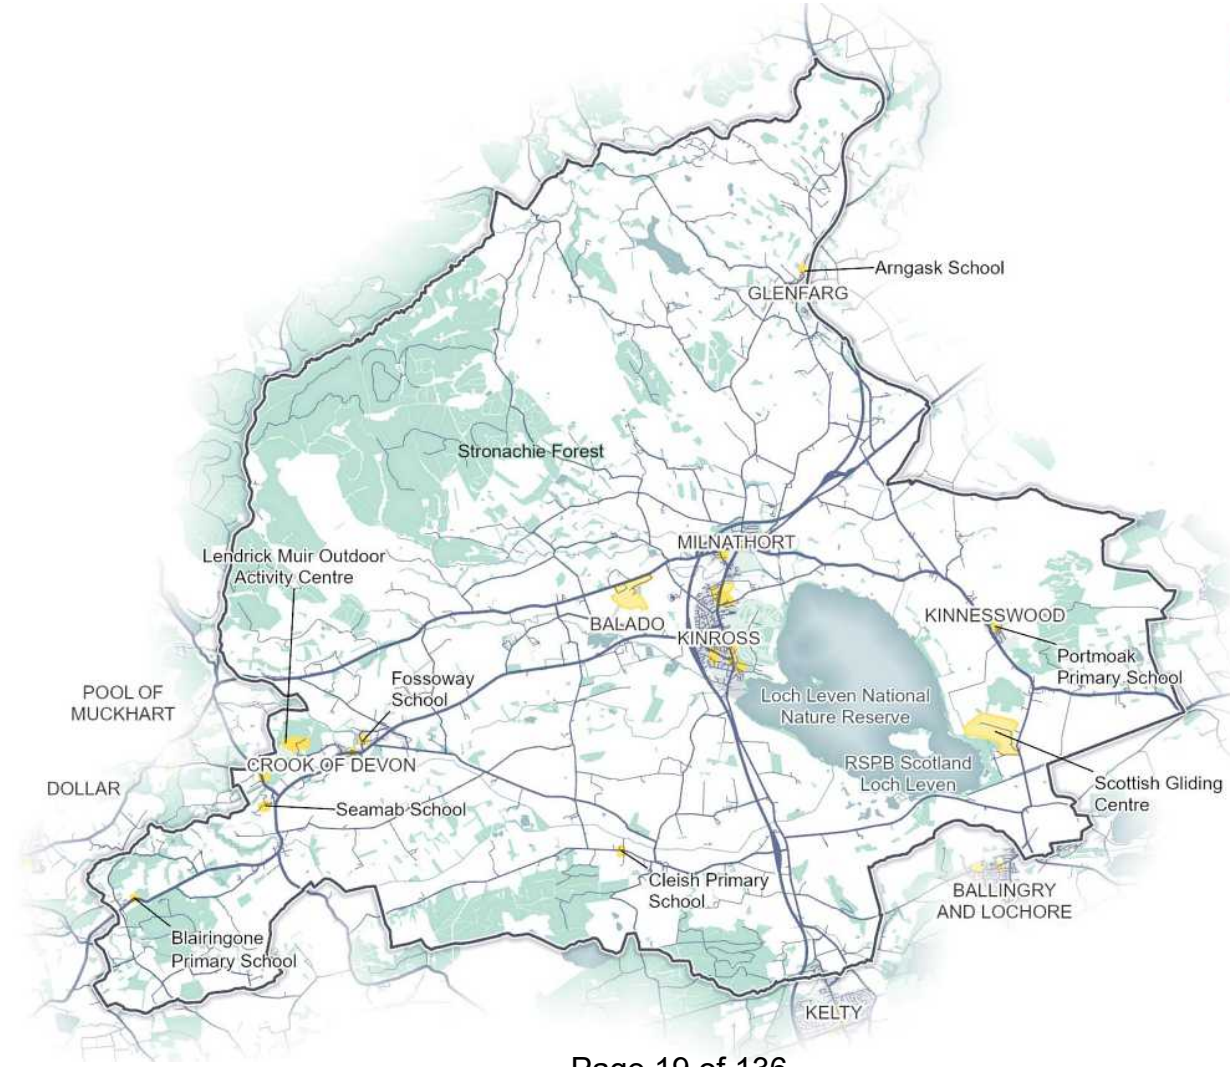 Arngask School
GLENFARG
Stronachie Forest
MILNATHORT
Lendrick Muir Outdoor
Activity Centre
BALADO
KINROSS
KINNESSWOOD
Portmoak
Primary School
Fossoway
School
POOL OF
MUCKHART
Loch Leven National
Nature Reserve
CROOK OF DEVON
RSPB Scotland
Loch Leven
DOLLAR
Scottish Gliding
Centre
Seamab School
Cleish Primary
School
BALLINGRY
AND LOCHORE
Blairingone
Primary School
KELTY
Page 19 of 136